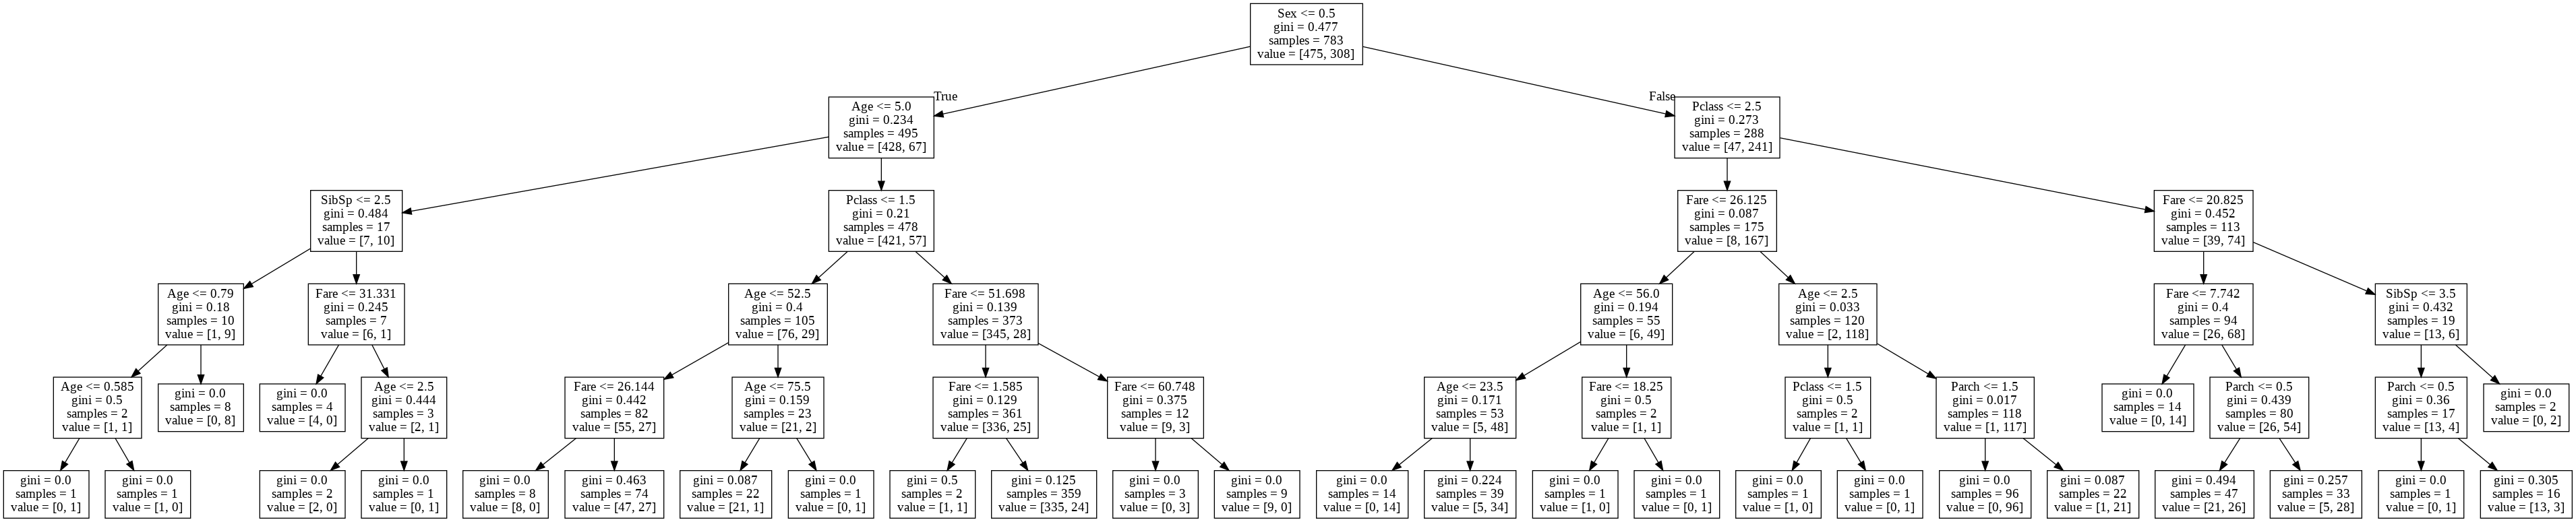 Sex <= 0.5
gini = 0.477
samples = 783
value = [475, 308]
True
False
Age <= 5.0
gini = 0.234
samples = 495
value = [428, 67]
Pclass <= 2.5
gini = 0.273
samples = 288
value = [47, 241]
SibSp <= 2.5
gini = 0.484
samples = 17
value = [7, 10]
Pclass <= 1.5
gini = 0.21
samples = 478
value = [421, 57]
Fare <= 26.125
gini = 0.087
samples = 175
value = [8, 167]
Fare <= 20.825
gini = 0.452
samples = 113
value = [39, 74]
Age <= 0.79
gini = 0.18
samples = 10
value = [1, 9]
Fare <= 31.331
gini = 0.245
samples = 7
value = [6, 1]
Age <= 52.5
gini = 0.4
samples = 105
value = [76, 29]
Fare <= 51.698
gini = 0.139
samples = 373
value = [345, 28]
Age <= 56.0
gini = 0.194
samples = 55
value = [6, 49]
Age <= 2.5
gini = 0.033
samples = 120
value = [2, 118]
Fare <= 7.742
gini = 0.4
samples = 94
value = [26, 68]
SibSp <= 3.5
gini = 0.432
samples = 19
value = [13, 6]
Age <= 0.585
gini = 0.5
samples = 2
value = [1, 1]
gini = 0.0
samples = 8
value = [0, 8]
gini = 0.0
samples = 4
value = [4, 0]
Age <= 2.5
gini = 0.444
samples = 3
value = [2, 1]
Fare <= 26.144
gini = 0.442
samples = 82
value = [55, 27]
Age <= 75.5
gini = 0.159
samples = 23
value = [21, 2]
Fare <= 1.585
gini = 0.129
samples = 361
value = [336, 25]
Fare <= 60.748
gini = 0.375
samples = 12
value = [9, 3]
Age <= 23.5
gini = 0.171
samples = 53
value = [5, 48]
Fare <= 18.25
gini = 0.5
samples = 2
value = [1, 1]
Pclass <= 1.5
gini = 0.5
samples = 2
value = [1, 1]
Parch <= 1.5
gini = 0.017
samples = 118
value = [1, 117]
gini = 0.0
samples = 14
value = [0, 14]
Parch <= 0.5
gini = 0.439
samples = 80
value = [26, 54]
Parch <= 0.5
gini = 0.36
samples = 17
value = [13, 4]
gini = 0.0
samples = 2
value = [0, 2]
gini = 0.0
samples = 1
value = [0, 1]
gini = 0.0
samples = 1
value = [1, 0]
gini = 0.0
samples = 2
value = [2, 0]
gini = 0.0
samples = 1
value = [0, 1]
gini = 0.0
samples = 8
value = [8, 0]
gini = 0.463
samples = 74
value = [47, 27]
gini = 0.087
samples = 22
value = [21, 1]
gini = 0.0
samples = 1
value = [0, 1]
gini = 0.5
samples = 2
value = [1, 1]
gini = 0.125
samples = 359
value = [335, 24]
gini = 0.0
samples = 3
value = [0, 3]
gini = 0.0
samples = 9
value = [9, 0]
gini = 0.0
samples = 14
value = [0, 14]
gini = 0.224
samples = 39
value = [5, 34]
gini = 0.0
samples = 1
value = [1, 0]
gini = 0.0
samples = 1
value = [0, 1]
gini = 0.0
samples = 1
value = [1, 0]
gini = 0.0
samples = 1
value = [0, 1]
gini = 0.0
samples = 96
value = [0, 96]
gini = 0.087
samples = 22
value = [1, 21]
gini = 0.494
samples = 47
value = [21, 26]
gini = 0.257
samples = 33
value = [5, 28]
gini = 0.0
samples = 1
value = [0, 1]
gini = 0.305
samples = 16
value = [13, 3]